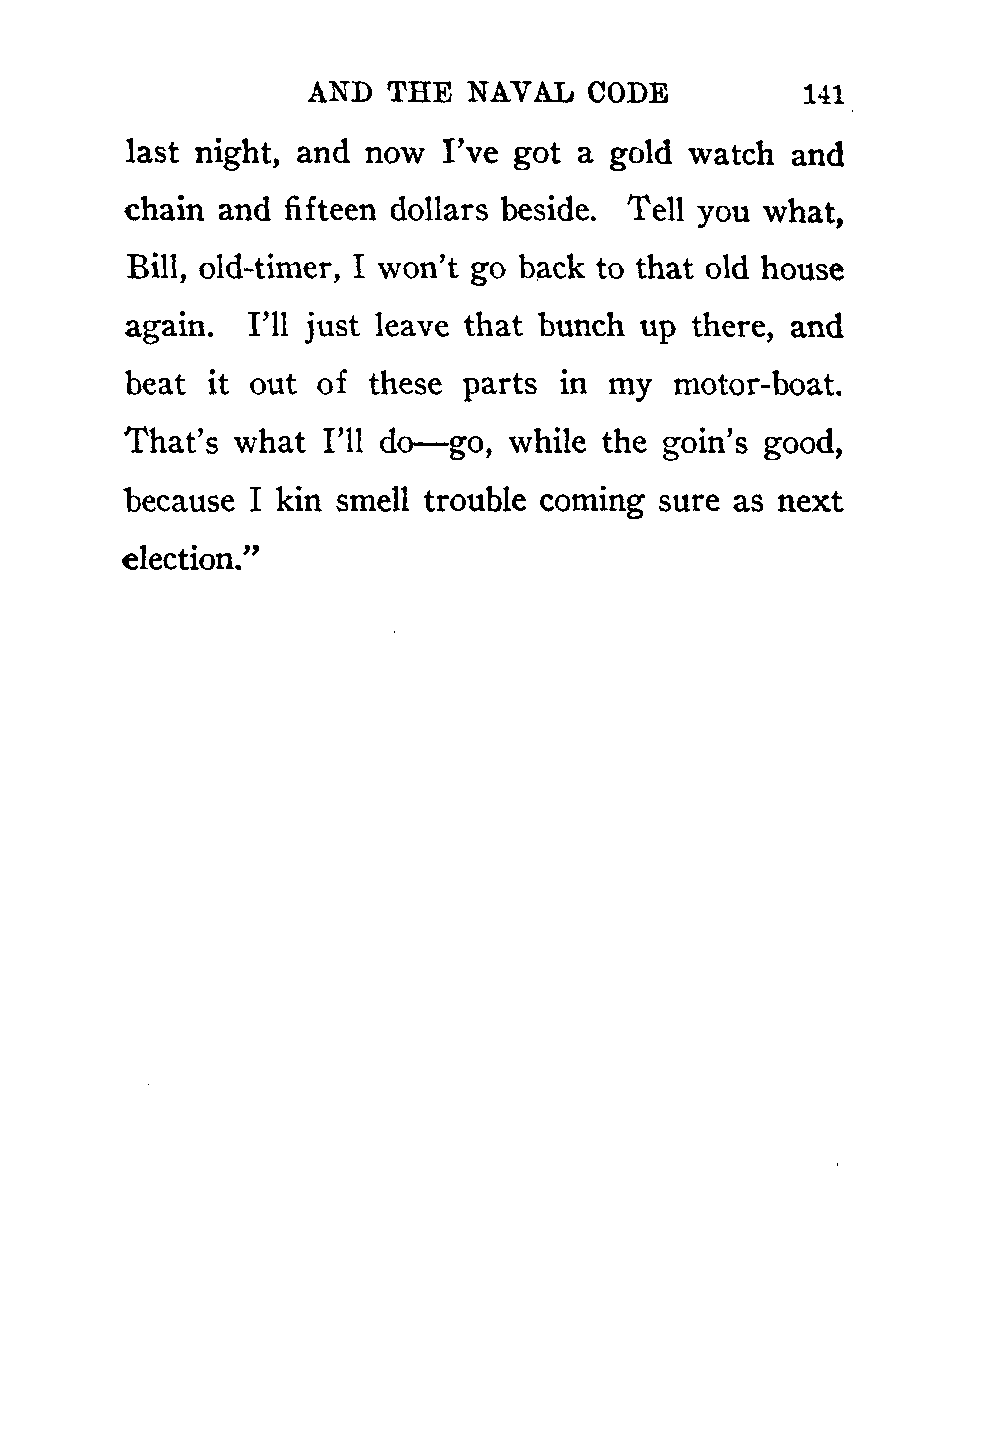 AND THE NAVAL CODE 141
last night, and now I've got a gold watch and
chain and fifteen dollars beside. Tell you what,
Bill, old-timer, I won't go back to that old house
again. I'll just leave that bunch up there, and
beat it out of these parts in my motor-boat.
That's what I'll do—go, while the goin's good,
because I kin smell trouble coming sure as next
election."